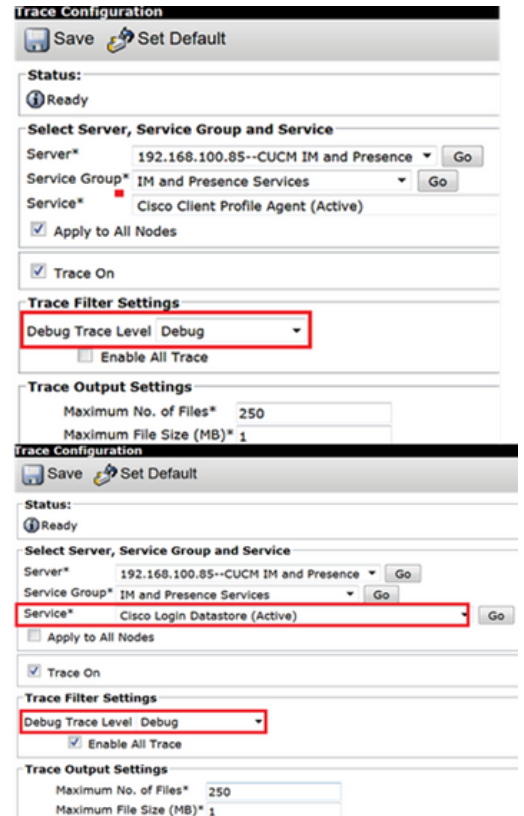 Trace Configuration
Save Set Default
Status:
Ready
Select Server, Service Group and Service
Server* 192.168.100.85--CUCM IM and Presence Go
Service Group* IM and Presence Services Go
Service* Cisco Client Profile Agent (Active)
Apply to All Nodes
Trace On
Trace Filter Settings
Debug Trace Level Debug
Enable All Trace
Trace Output Settings
Maximum No. of Files* 250
Maximum File Size (MB)* 1
Trace Configuration
Save Set Default
Status:
Ready
Select Server, Service Group and Service
Server* 192.168.100.85--CUCM IM and Presence Go
Service Group* IM and Presence Services Go
Service* Cisco Login Datastore (Active) Go
Apply to All Nodes
Trace On
Trace Filter Settings
Debug Trace Level Debug
Enable All Trace
Trace Output Settings
Maximum No. of Files* 250
Maximum File Size (MB)* 1